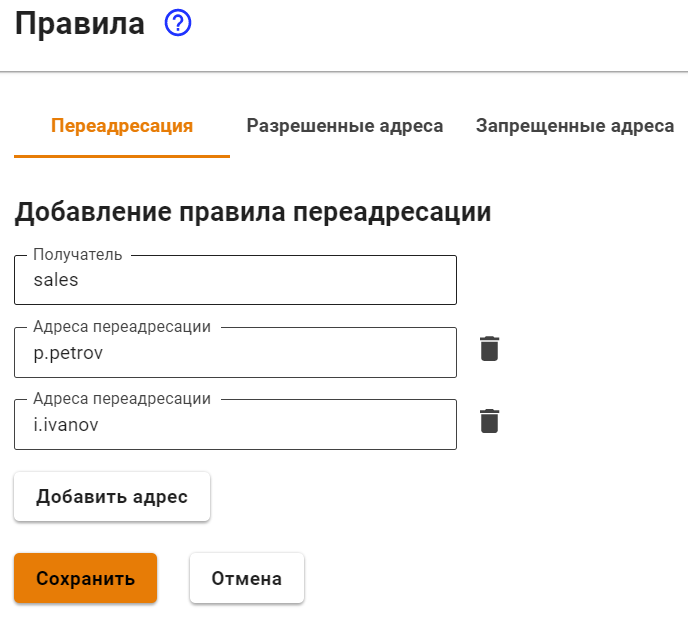 Правила ?
Переадресация Разрешенные адреса Запрещенные адреса
Добавление правила переадресации
Получатель
sales
Адреса переадресации
p.petrov
Адреса переадресации
i.ivanov
Добавить адрес
Сохранить Отмена